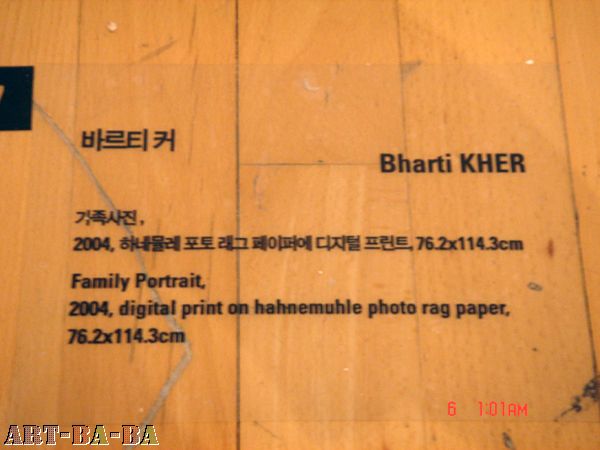 바르티 커
Bharti KHER
가족사진,
2004, 하네뮬레 포토 래그 페이퍼에 디지털 프린트, 76.2x114.3cm
Family Portrait,
2004, digital print on hahnemuhle photo rag paper,
76.2x114.3cm
6 1:01AM
ART-BA-BA